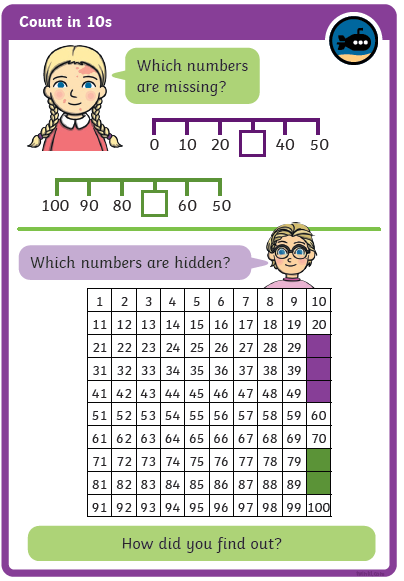 Count in 10s
Which numbers
are missing?
0 10 20 40 50
100 90 80 60 50
Which numbers are hidden?
1 2 3 4 5 6 7 8 9 10
11 12 13 14 15 16 17 18 19 20
21 22 23 24 25 26 27 28 29
31 32 33 34 35 36 37 38 39
41 42 43 44 45 46 47 48 49
51 52 53 54 55 56 57 58 59 60
61 62 63 64 65 66 67 68 69 70
71 72 73 74 75 76 77 78 79
81 82 83 84 85 86 87 88 89
91 92 93 94 95 96 97 98 99 100
How did you find out?